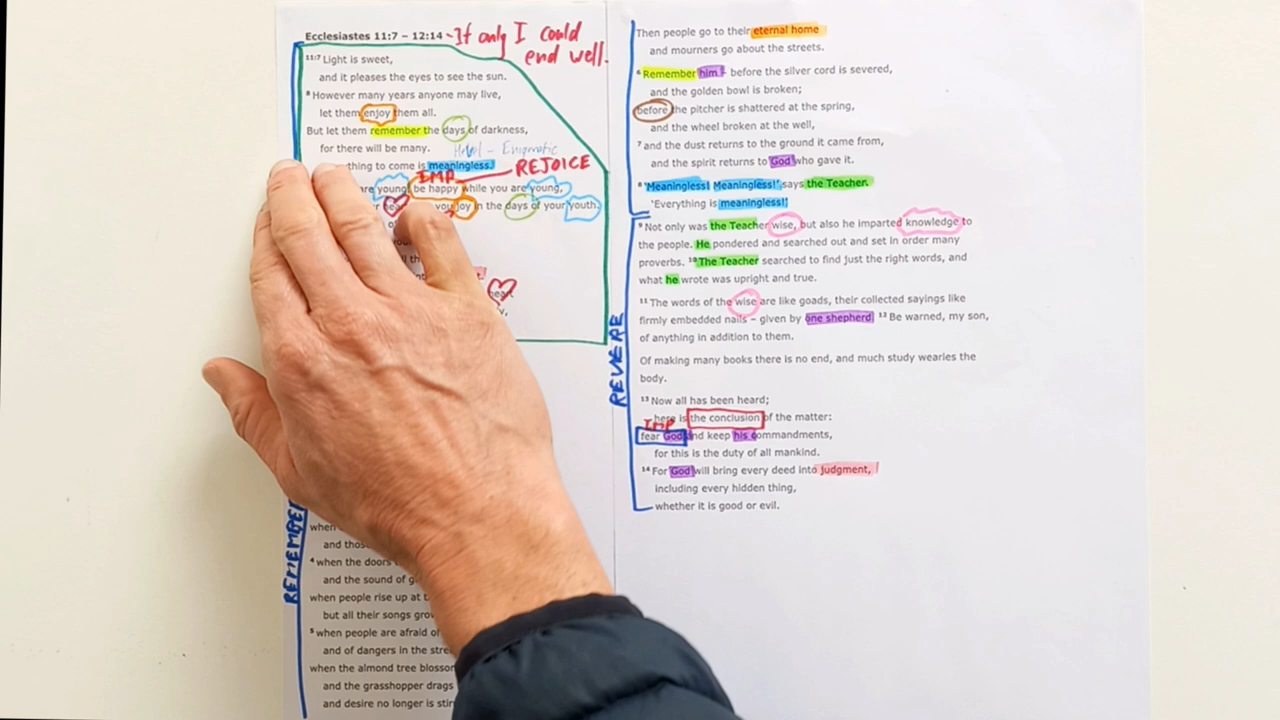 Ecclesiastes 11:7 – 12:14 - If only I could
end well.
11:7 Light is sweet,
and it pleases the eyes to see the sun.
8 However many years anyone may live,
let them enjoy them all.
But let them remember the days of darkness,
for there will be many. Hevel - Enigmatic
thing to come is meaningless.
IMP REJOICE
are young, be happy while you are young,
joy in the days of your youth.
heart
REMEMBER
when
and
4 when the doors
and the sound of
when people rise up at
but all their songs
5 when people are afraid of
and of dangers in the
when the almond tree
and the grasshopper drags
and desire no longer is
Then people go to their eternal home
and mourners go about the streets.
6 Remember him – before the silver cord is severed,
and the golden bowl is broken;
before the pitcher is shattered at the spring,
and the wheel broken at the well,
7 and the dust returns to the ground it came from,
and the spirit returns to God who gave it.
8 'Meaningless! Meaningless!' says the Teacher.
'Everything is meaningless!'
REVERE
9 Not only was the Teacher wise, but also he imparted knowledge to
the people. He pondered and searched out and set in order many
proverbs. 10 The Teacher searched to find just the right words, and
what he wrote was upright and true.
11 The words of the wise are like goads, their collected sayings like
firmly embedded nails – given by one shepherd 12 Be warned, my son,
of anything in addition to them.
Of making many books there is no end, and much study wearies the
body.
13 Now all has been heard;
here is the conclusion of the matter:
IMP
fear God and keep his commandments,
for this is the duty of all mankind.
14 For God will bring every deed into judgment,
including every hidden thing,
whether it is good or evil.